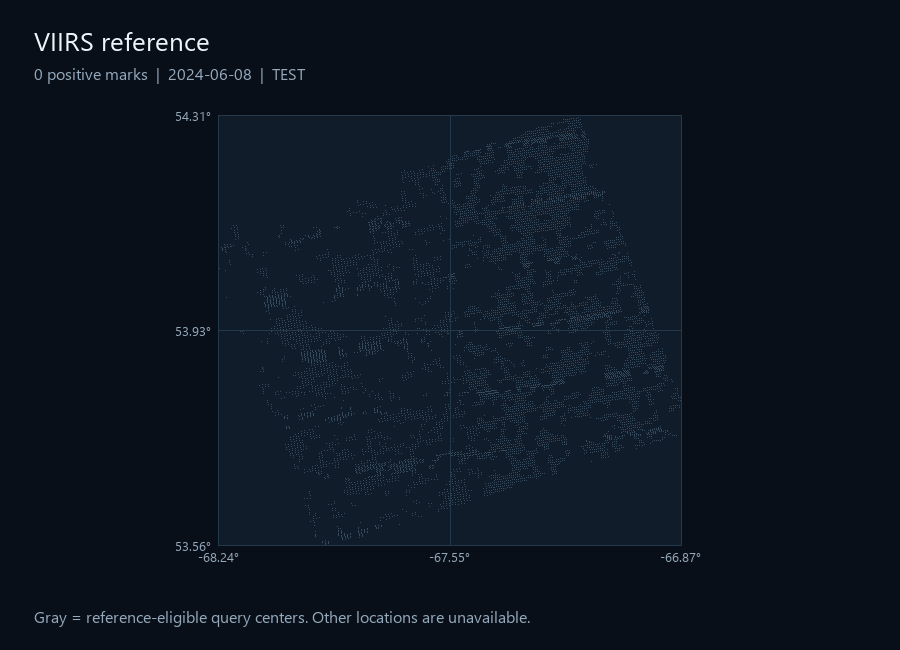 VIIRS reference
0 positive marks | 2024-06-08 | TEST
54.31°
53.93°
53.56°
-68.24°
-67.55°
-66.87°
Gray = reference-eligible query centers. Other locations are unavailable.